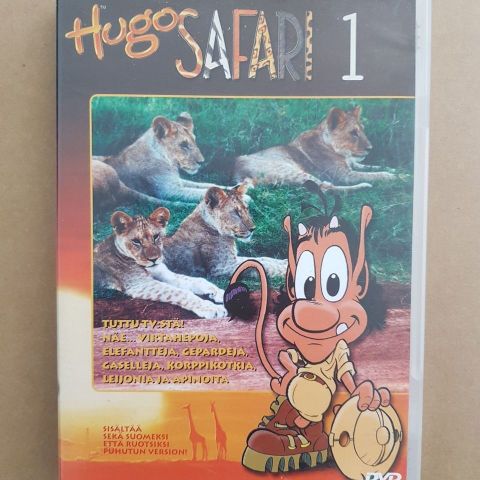 Hugo SAFARI 1
TUTTU TV-STÄ!
NÄE... VIRTAHEPOJA,
ELEFANTTEJA, GEPARDEJA,
GASELLEJA, KORPPIKOTKIA,
LEIJONIA JA APINOITA
SISÄLTÄÄ
SEKÄ SUOMEKSI
ETTÄ RUOTSIKSI
PUHUTUN VERSION!
DVD